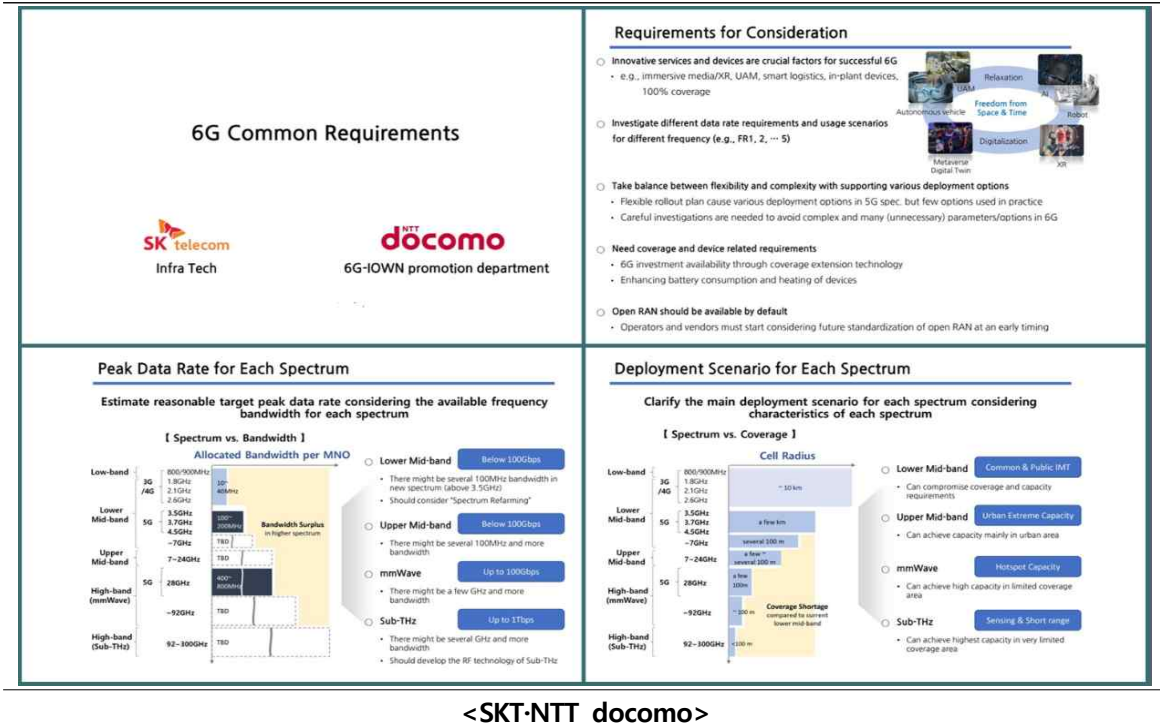 6G Common Requirements
SK telecom
Infra Tech
NTT
döcomo
6G-IOWN promotion department
Requirements for Consideration
Innovative services and devices are crucial factors for successful 6G
• e.g., immersive media/XR, UAM, smart logistics, in-plant devices,
100% coverage
Investigate different data rate requirements and usage scenarios
for different frequency (e.g., FR1, 2, ··· 5)
Relaxation
UAM
AI
Autonomous vehicle
Freedom from
Space & Time
Robot
Digitalization
Metaverse
Digital Twin
XR
Take balance between flexibility and complexity with supporting various deployment options
• Flexible rollout plan cause various deployment options in 5G spec. but few options used in practice
• Careful investigations are needed to avoid complex and many (unnecessary) parameters/options in 6G
Need coverage and device related requirements
• 6G investment availability through coverage extension technology
• Enhancing battery consumption and heating of devices
Open RAN should be available by default
• Operators and vendors must start considering future standardization of open RAN at an early timing
Peak Data Rate for Each Spectrum
Estimate reasonable target peak data rate considering the available frequency
bandwidth for each spectrum
[ Spectrum vs. Bandwidth ]
Allocated Bandwidth per MNO
Low-band
3G
/4G
800/900MHz
1.8GHz
2.1GHz
2.6GHz
10~
40MHz
Lower
Mid-band
5G
3.5GHz
3.7GHz
4.5GHz
100~
200MHz
~7GHz
TBD
Upper
Mid-band
7~24GHz
TBD
High-band
(mmWave)
5G
28GHz
400~
800MHz
~92GHz
TBD
High-band
(Sub-THz)
92~300GHz
TBD
Bandwidth Surplus
in higher spectrum
Lower Mid-band
Below 100Gbps
• There might be several 100MHz bandwidth in
new spectrum (above 3.5GHz)
• Should consider "Spectrum Refarming"
Upper Mid-band
Below 100Gbps
• There might be several 100MHz and more
bandwidth
mmWave
Up to 100Gbps
• There might be a few GHz and more
bandwidth
Sub-THz
Up to 1Tbps
• There might be several GHz and more
bandwidth
• Should develop the RF technology of Sub-THz
Deployment Scenario for Each Spectrum
Clarify the main deployment scenario for each spectrum considering
characteristics of each spectrum
[ Spectrum vs. Coverage ]
Cell Radius
Low-band
3G
/4G
800/900MHz
1.8GHz
2.1GHz
2.6GHz
~ 10 km
Lower
Mid-band
5G
3.5GHz
3.7GHz
4.5GHz
a few km
~7GHz
several 100 m
Upper
Mid-band
7~24GHz
a few ~
several 100 m
High-band
(mmWave)
5G
28GHz
a few
100m
~92GHz
~ 100 m
High-band
(Sub-THz)
92~300GHz
<100 m
Coverage Shortage
compared to current
lower mid-band
Lower Mid-band
Common & Public IMT
• Can compromise coverage and capacity
requirements
Upper Mid-band
Urban Extreme Capacity
• Can achieve capacity mainly in urban area
mmWave
Hotspot Capacity
• Can achieve high capacity in limited coverage
area
Sub-THz
Sensing & Short range
• Can achieve highest capacity in very limited
coverage area
<SKT·NTT docomo>